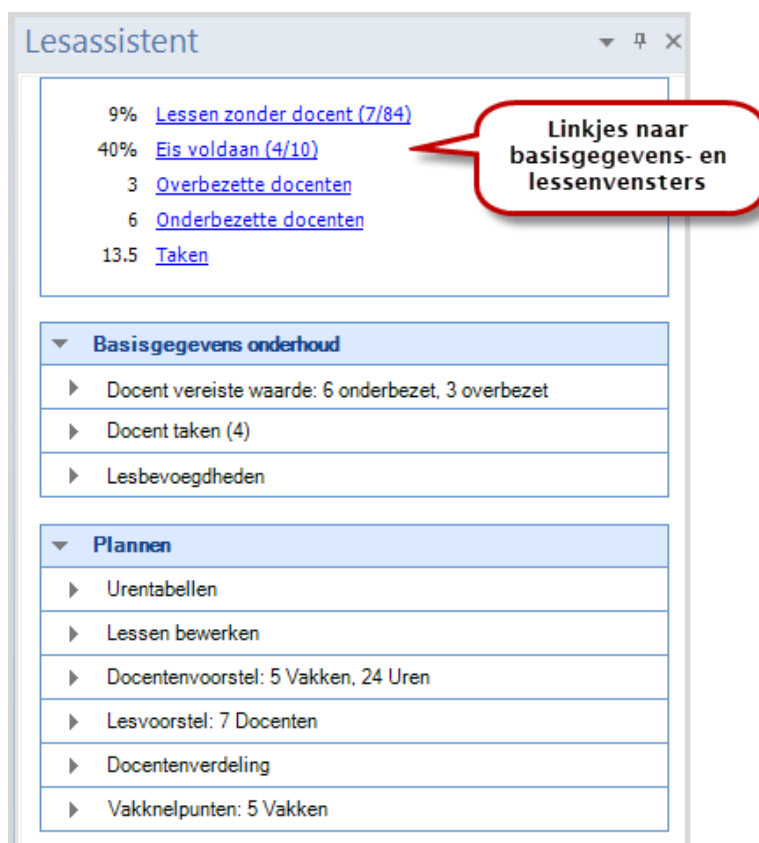 Lesassistent
9% Lessen zonder docent (7/84)
40% Eis voldaan (4/10)
3 Overbezette docenten
6 Onderbezette docenten
13.5 Taken
Linkjes naar
basisgegevens- en
lessenvensters
Basisgegevens onderhoud
Docent vereiste waarde: 6 onderbezet, 3 overbezet
Docent taken (4)
Lesbevoegdheden
Plannen
Urentabellen
Lessen bewerken
Docentenvoorstel: 5 Vakken, 24 Uren
Lesvoorstel: 7 Docenten
Docentenverdeling
Vakknelpunten: 5 Vakken